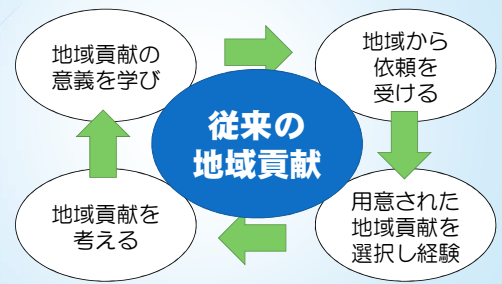 地域貢献の
意義を学び
地域から
依頼を
受ける
従来の
地域貢献
地域貢献を
考える
用意された
地域貢献を
選択し経験